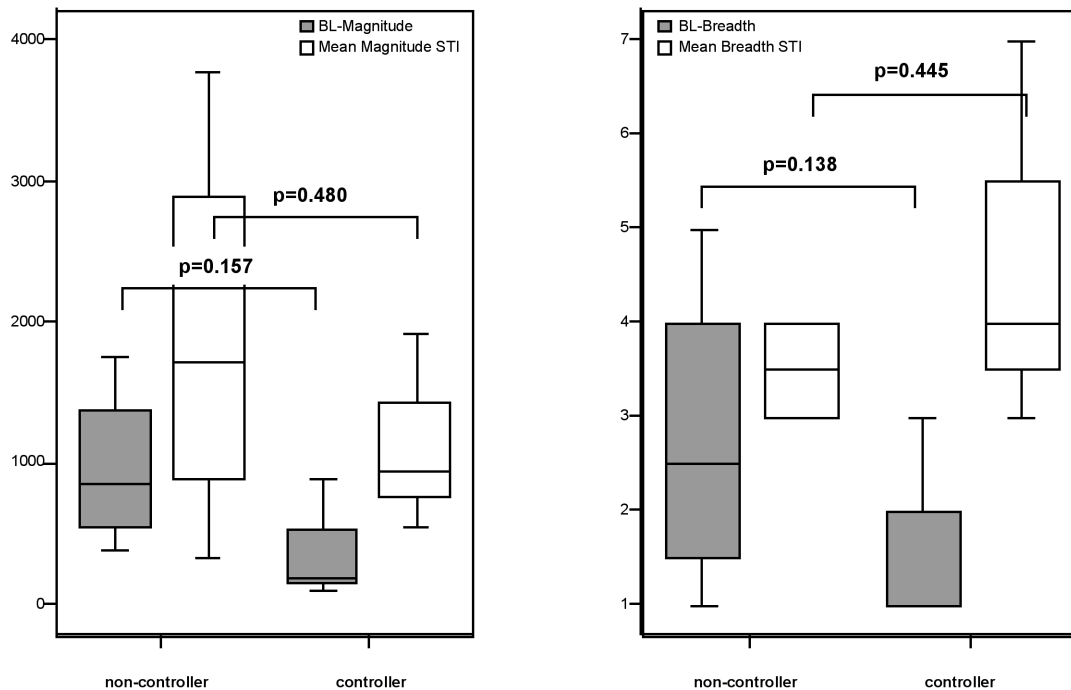 BL-Magnitude
Mean Magnitude STI
4000
3000
2000
1000
0
p=0.480
p=0.157
non-controller
controller
BL-Breadth
Mean Breadth STI
7
6
5
4
3
2
1
p=0.445
p=0.138
non-controller
controller